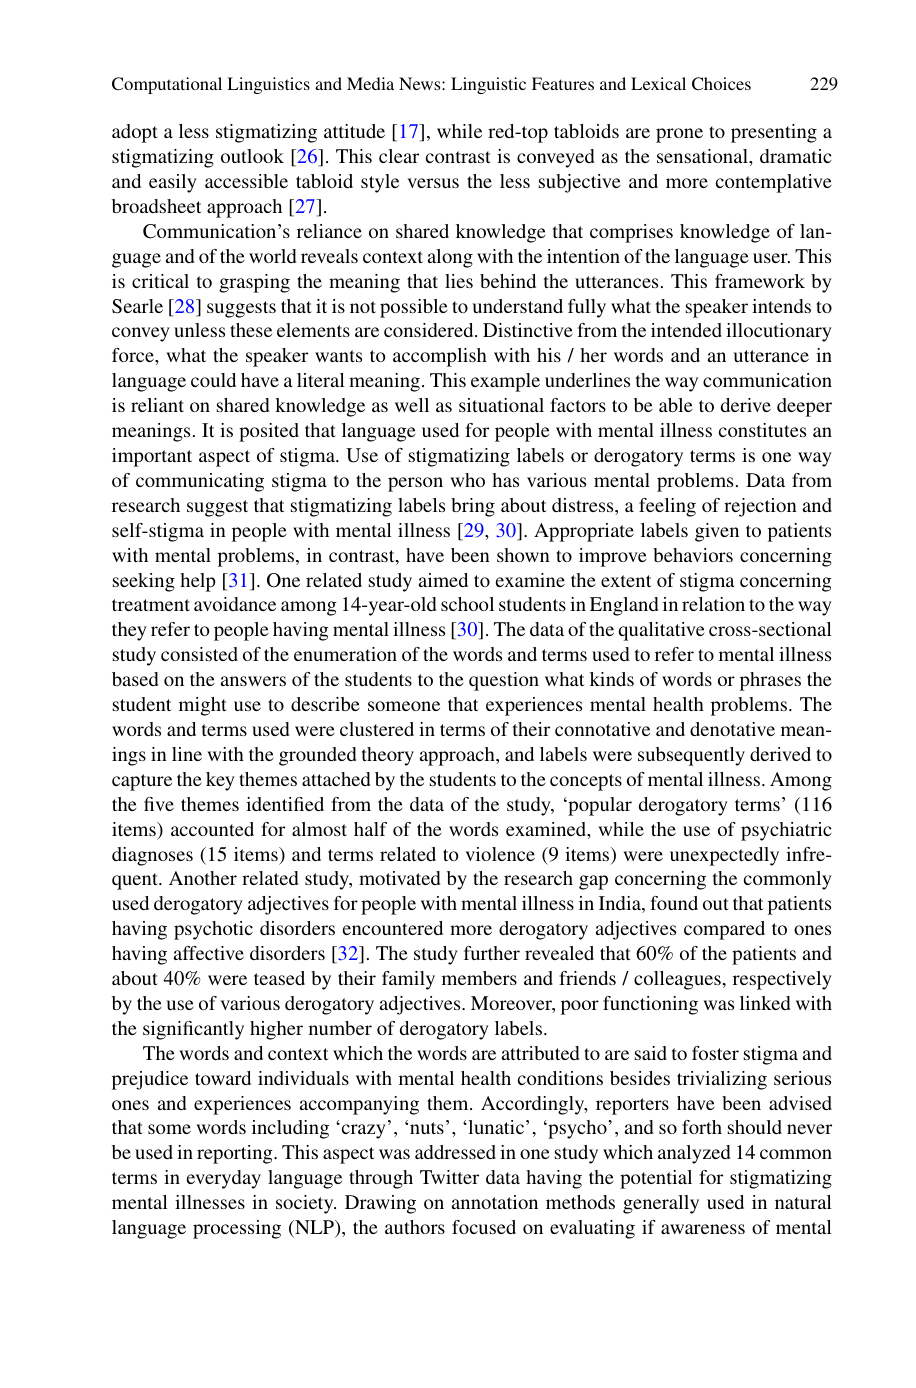 Computational Linguistics and Media News: Linguistic Features and Lexical Choices 229
adopt a less stigmatizing attitude [17], while red-top tabloids are prone to presenting a
stigmatizing outlook [26]. This clear contrast is conveyed as the sensational, dramatic
and easily accessible tabloid style versus the less subjective and more contemplative
broadsheet approach [27].
Communication’s reliance on shared knowledge that comprises knowledge of lan-
guage and of the world reveals context along with the intention of the language user. This
is critical to grasping the meaning that lies behind the utterances. This framework by
Searle [28] suggests that it is not possible to understand fully what the speaker intends to
convey unless these elements are considered. Distinctive from the intended illocutionary
force, what the speaker wants to accomplish with his / her words and an utterance in
language could have a literal meaning. This example underlines the way communication
is reliant on shared knowledge as well as situational factors to be able to derive deeper
meanings. It is posited that language used for people with mental illness constitutes an
important aspect of stigma. Use of stigmatizing labels or derogatory terms is one way
of communicating stigma to the person who has various mental problems. Data from
research suggest that stigmatizing labels bring about distress, a feeling of rejection and
self-stigma in people with mental illness [29, 30]. Appropriate labels given to patients
with mental problems, in contrast, have been shown to improve behaviors concerning
seeking help [31]. One related study aimed to examine the extent of stigma concerning
treatment avoidance among 14-year-old school students in England in relation to the way
they refer to people having mental illness [30]. The data of the qualitative cross-sectional
study consisted of the enumeration of the words and terms used to refer to mental illness
based on the answers of the students to the question what kinds of words or phrases the
student might use to describe someone that experiences mental health problems. The
words and terms used were clustered in terms of their connotative and denotative mean-
ings in line with the grounded theory approach, and labels were subsequently derived to
capture the key themes attached by the students to the concepts of mental illness. Among
the five themes identified from the data of the study, ‘popular derogatory terms’ (116
items) accounted for almost half of the words examined, while the use of psychiatric
diagnoses (15 items) and terms related to violence (9 items) were unexpectedly infre-
quent. Another related study, motivated by the research gap concerning the commonly
used derogatory adjectives for people with mental illness in India, found out that patients
having psychotic disorders encountered more derogatory adjectives compared to ones
having affective disorders [32]. The study further revealed that 60% of the patients and
about 40% were teased by their family members and friends / colleagues, respectively
by the use of various derogatory adjectives. Moreover, poor functioning was linked with
the significantly higher number of derogatory labels.
The words and context which the words are attributed to are said to foster stigma and
prejudice toward individuals with mental health conditions besides trivializing serious
ones and experiences accompanying them. Accordingly, reporters have been advised
that some words including ‘crazy’, ‘nuts’, ‘lunatic’, ‘psycho’, and so forth should never
be used in reporting. This aspect was addressed in one study which analyzed 14 common
terms in everyday language through Twitter data having the potential for stigmatizing
mental illnesses in society. Drawing on annotation methods generally used in natural
language processing (NLP), the authors focused on evaluating if awareness of mental